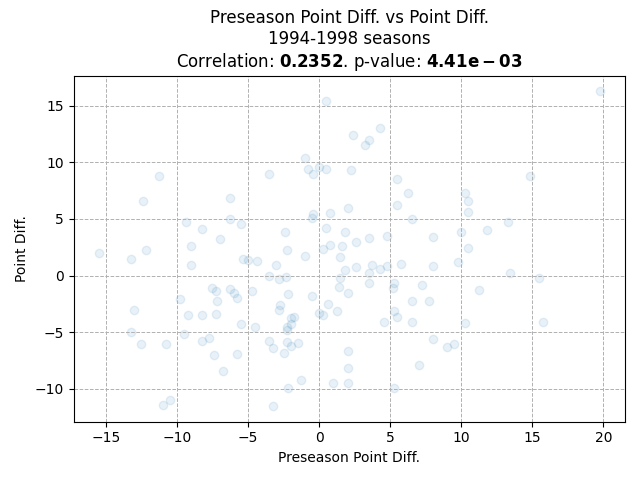 Preseason Point Diff. vs Point Diff.
1994-1998 seasons
Correlation: 0.2352. p-value: 4.41e − 03
15
10
5
0
−5
−10
Point Diff.
−15 −10 −5 0 5 10 15 20
Preseason Point Diff.